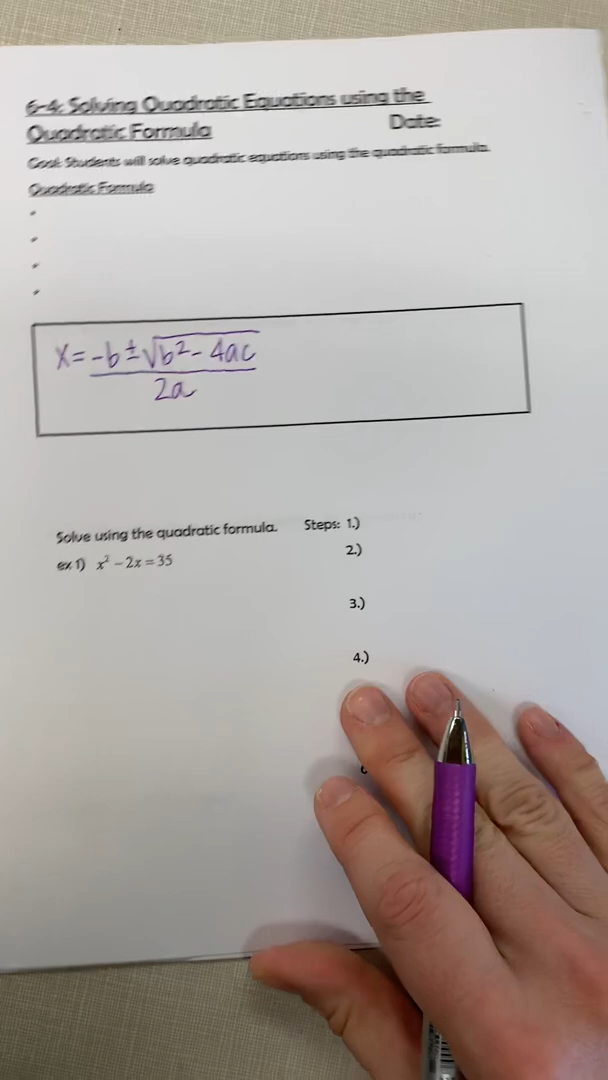 6-4: Solving Quadratic Equations using the
Quadratic Formula Date:
Goal: Students will solve quadratic equations using the quadratic formula.
Quadratic Formula
•
•
•
•
x = -b ± √b² - 4ac
2a
Solve using the quadratic formula. Steps: 1.)
ex 1) x² - 2x = 35
2.)
3.)
4.)